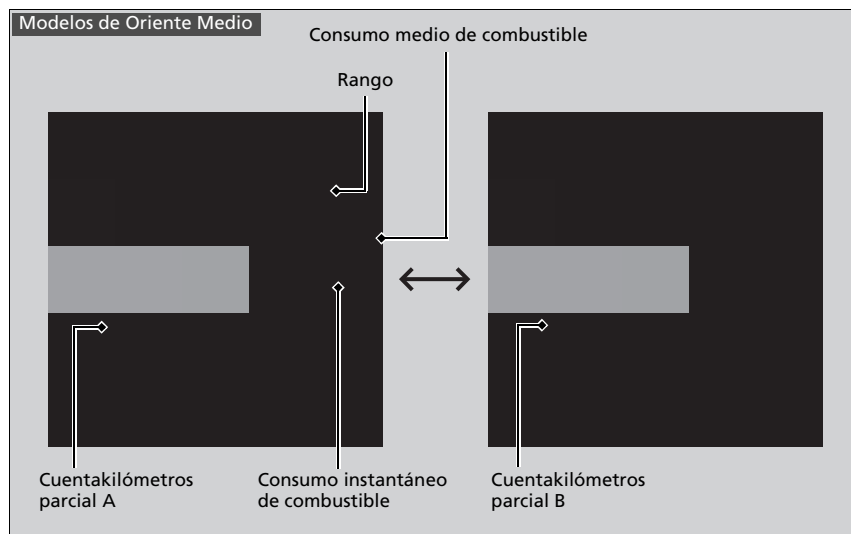 Modelos de Oriente Medio
Consumo medio de combustible
Rango
Cuentakilómetros
parcial A
Consumo instantáneo
de combustible
Cuentakilómetros
parcial B